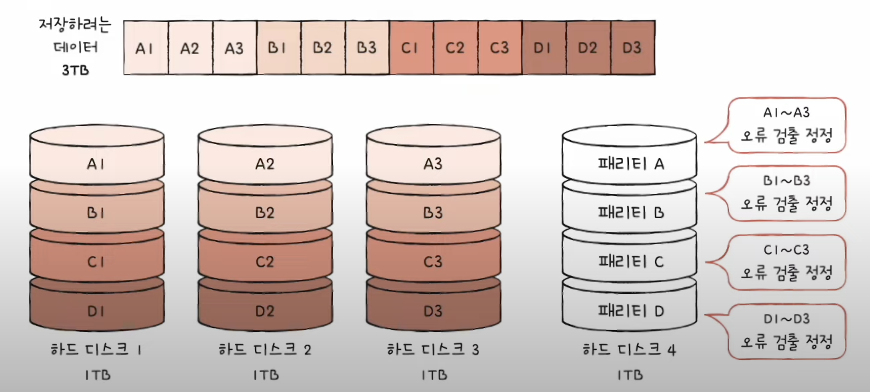 저장하려는
데이터
3TB
A1 A2 A3 B1 B2 B3 C1 C2 C3 D1 D2 D3
A1 A2 A3 패리티 A
B1 B2 B3 패리티 B
C1 C2 C3 패리티 C
D1 D2 D3 패리티 D
A1~A3
오류 검출 정정
B1~B3
오류 검출 정정
C1~C3
오류 검출 정정
D1~D3
오류 검출 정정
하드 디스크 1 하드 디스크 2 하드 디스크 3 하드 디스크 4
1TB 1TB 1TB 1TB